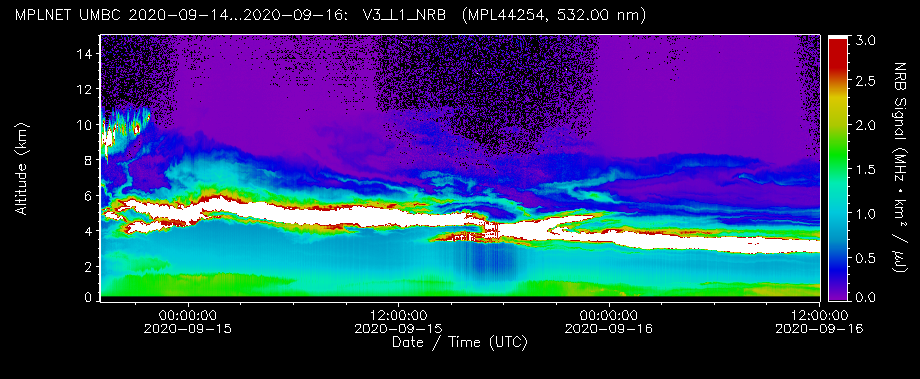 MPLNET UMBC 2020-09-14...2020-09-16: V3_L1_NRB (MPL44254, 532.00 nm)
14
12
10
8
6
4
2
0
Altitude (km)
3.0
2.5
2.0
1.5
1.0
0.5
0.0
NRB Signal (MHz • km² / μJ)
00:00:00 12:00:00 00:00:00 12:00:00
2020-09-15 2020-09-15 2020-09-16 2020-09-16
Date / Time (UTC)